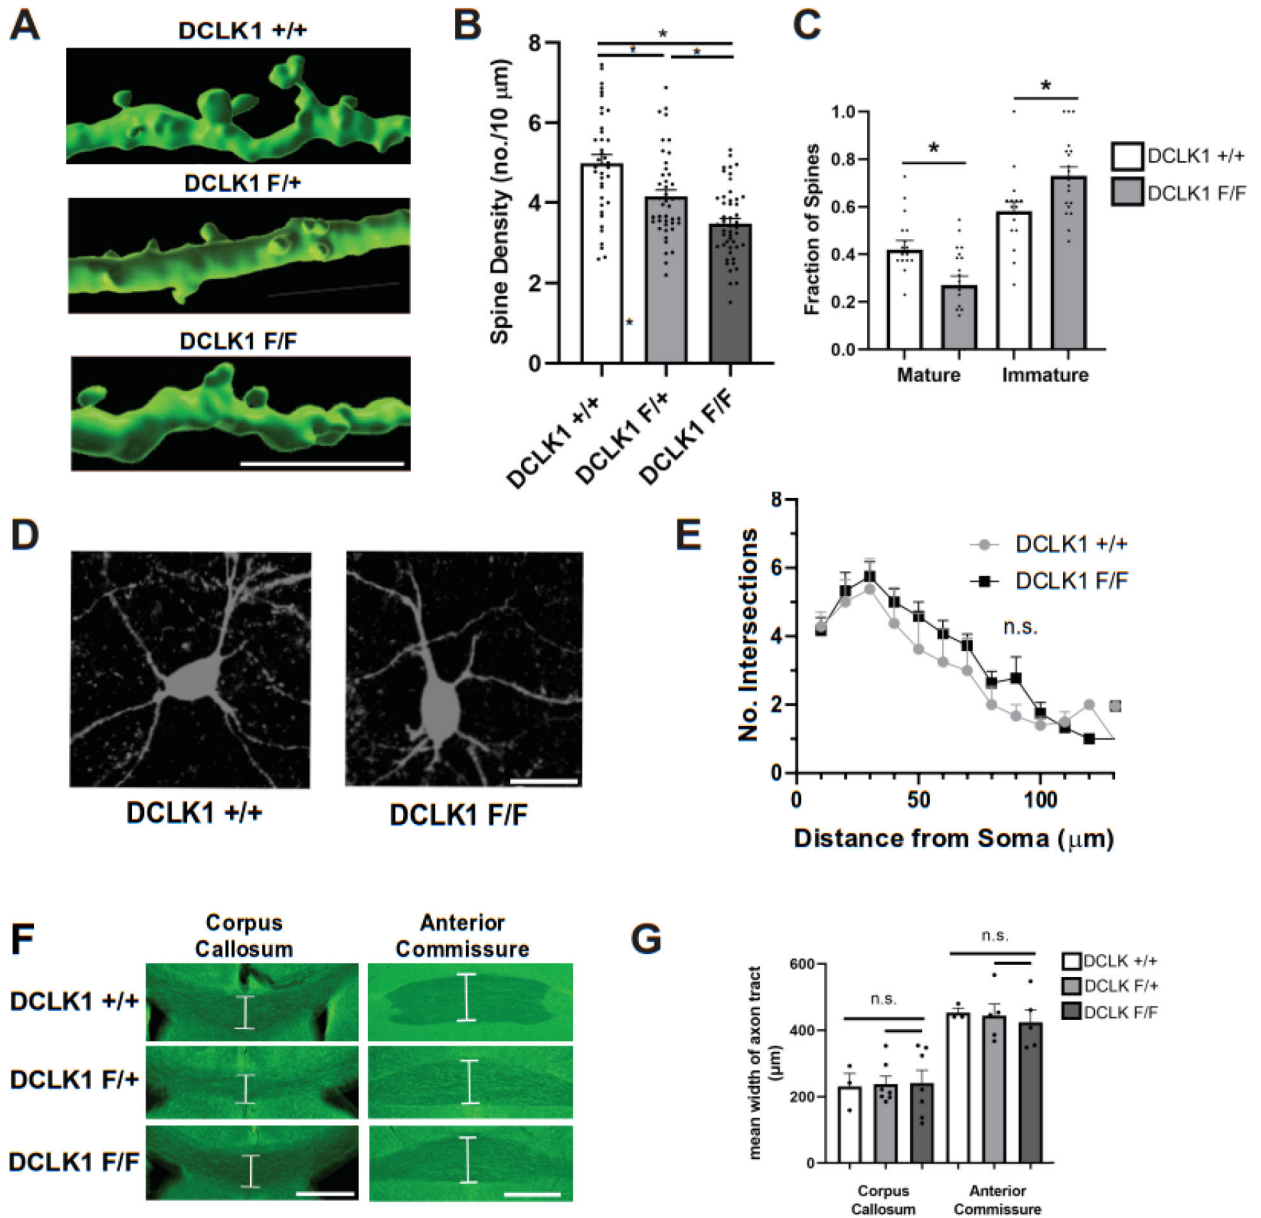 A
DCLK1 +/+
DCLK1 F/+
DCLK1 F/F
B
Spine Density (no./10 μm)
8
6
4
2
0
*
*
*
*
DCLK1 +/+
DCLK1 F/+
DCLK1 F/F
C
Fraction of Spines
1.0
0.8
0.6
0.4
0.2
0.0
*
*
Mature
Immature
DCLK1 +/+
DCLK1 F/F
D
DCLK1 +/+
DCLK1 F/F
E
No. Intersections
8
6
4
2
0
DCLK1 +/+
DCLK1 F/F
n.s.
0
50
100
Distance from Soma (μm)
F
Corpus
Callosum
Anterior
Commissure
DCLK1 +/+
DCLK1 F/+
DCLK1 F/F
G
mean width of axon tract
(μm)
600
400
200
0
n.s.
n.s.
DCLK +/+
DCLK F/+
DCLK F/F
Corpus
Callosum
Anterior
Commissure